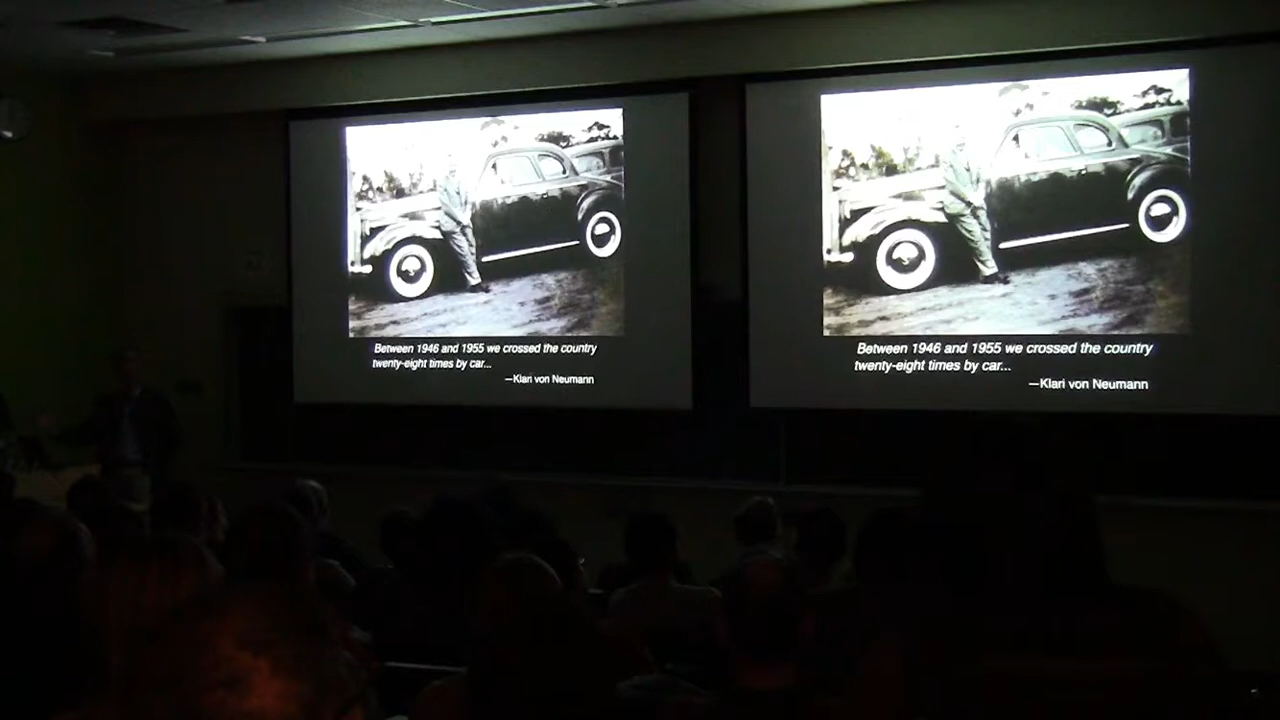 Between 1946 and 1955 we crossed the country
twenty-eight times by car...
—Klari von Neumann
Between 1946 and 1955 we crossed the country
twenty-eight times by car...
—Klari von Neumann